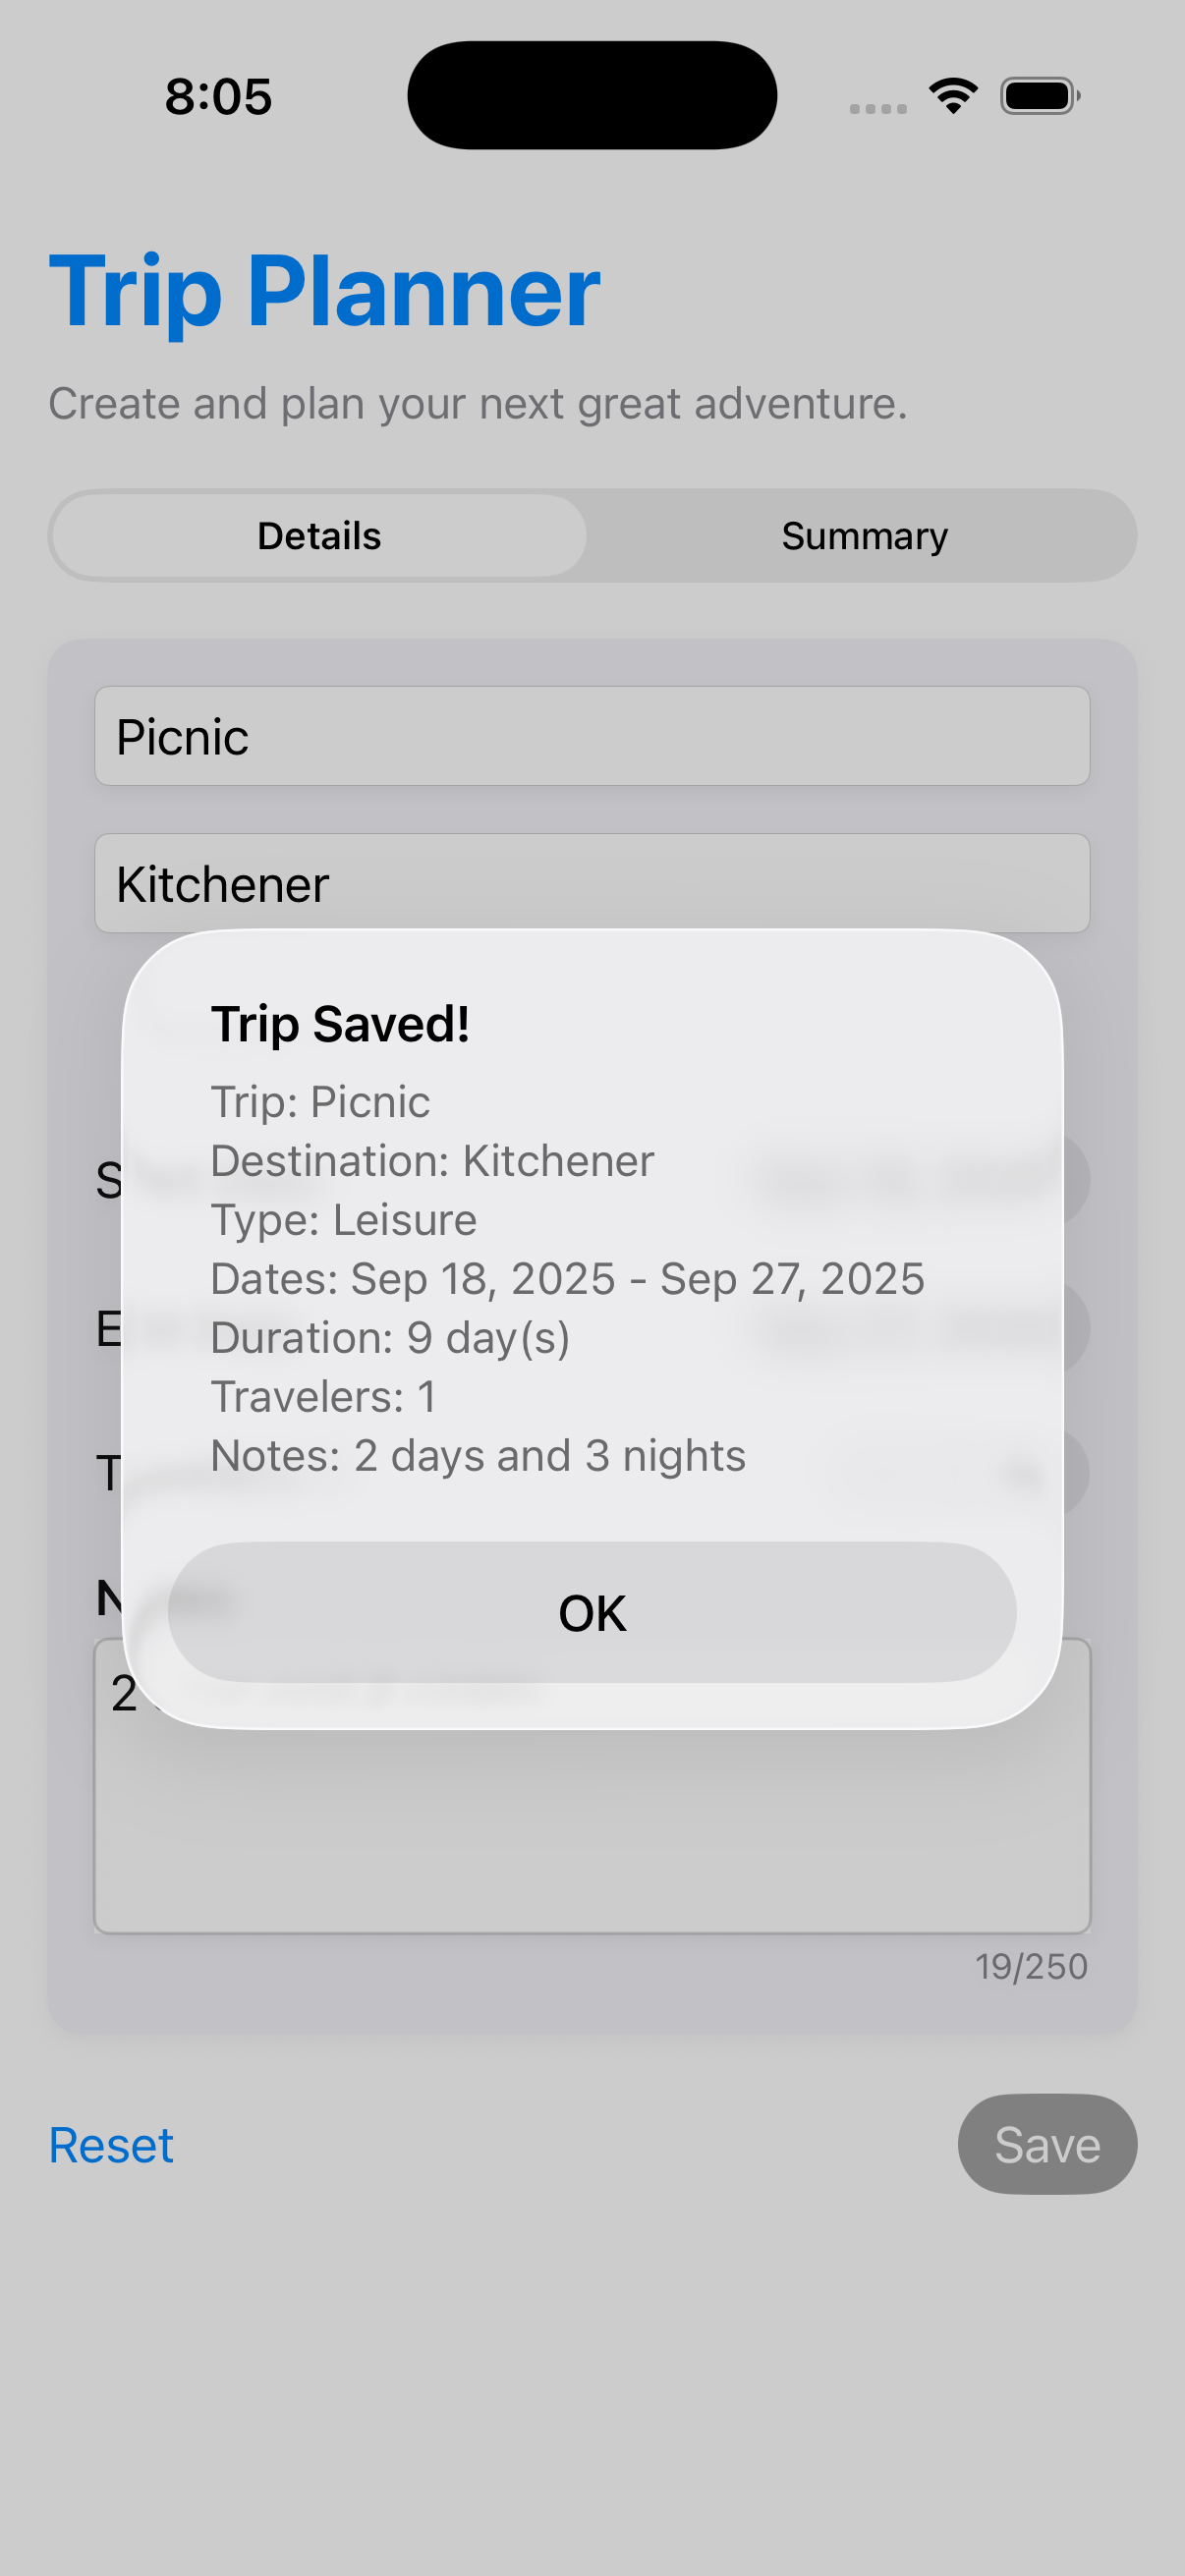 8:05
Trip Planner
Create and plan your next great adventure.
Details Summary
Picnic
Kitchener
Trip Saved!
Trip: Picnic
Destination: Kitchener
Type: Leisure
Dates: Sep 18, 2025 - Sep 27, 2025
Duration: 9 day(s)
Travelers: 1
Notes: 2 days and 3 nights
OK
2
19/250
Reset Save